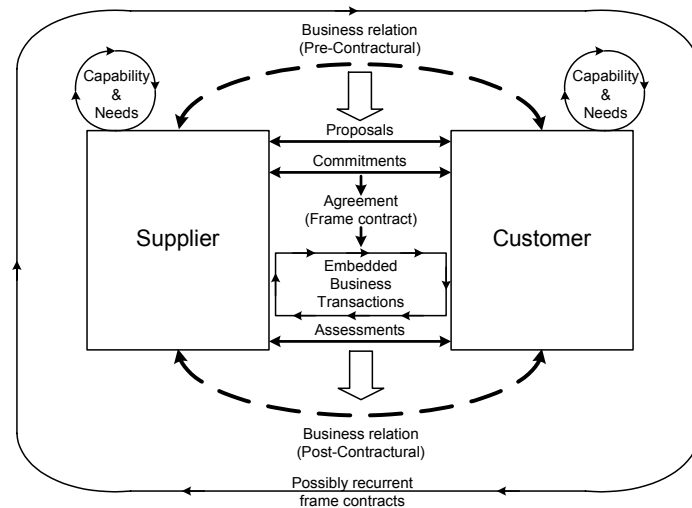 Business relation
(Pre-Contractural)
Capability
&
Needs
Capability
&
Needs
Proposals
Commitments
Agreement
(Frame contract)
Supplier
Customer
Embedded
Business
Transactions
Assessments
Business relation
(Post-Contractural)
Possibly recurrent
frame contracts